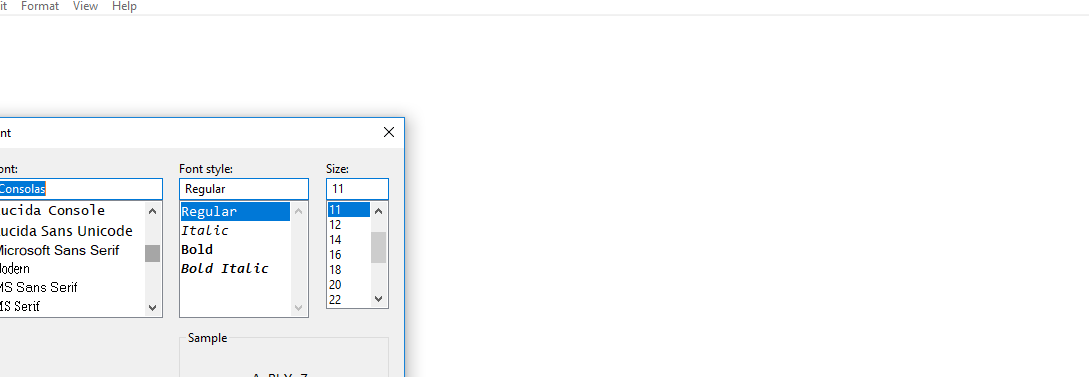 it Format View Help
nt
ont: Font style: Size:
Consolas Regular 11
ucida Console Regular 11
ucida Sans Unicode Italic 12
Microsoft Sans Serif Bold 14
Modern Bold Italic 16
MS Sans Serif 18
MS Serif 20
22
Sample